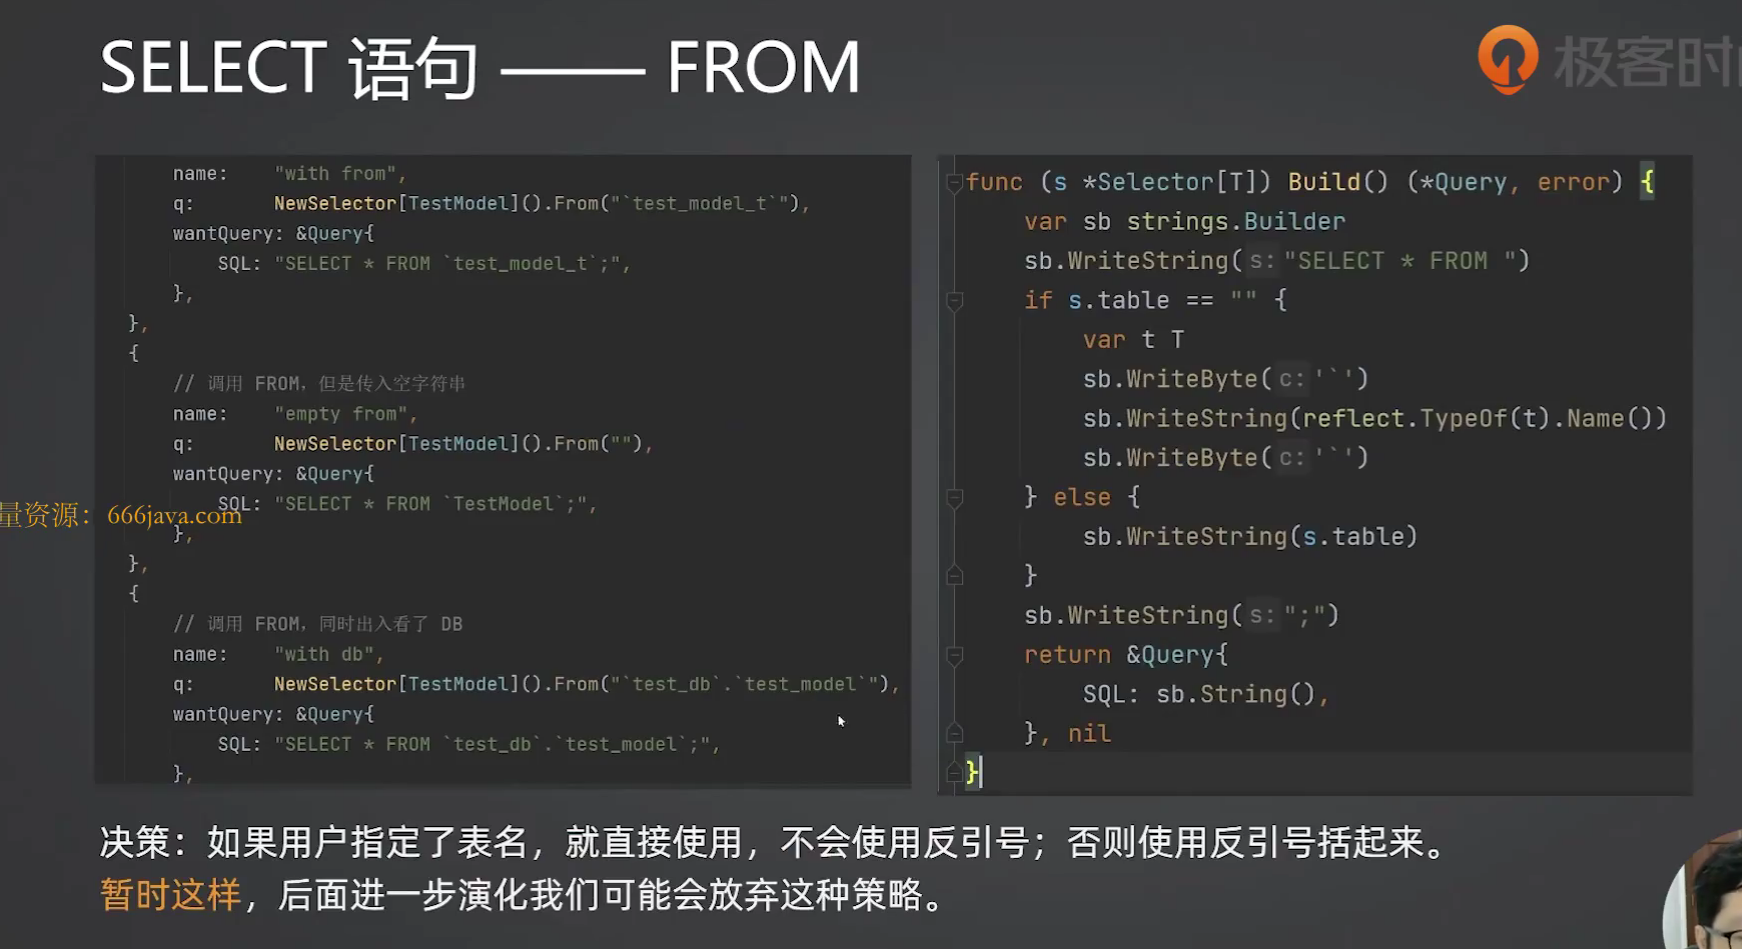 SELECT 语句 —— FROM
极客时
name: "with from",
q: NewSelector[TestModel]().From("`test_model_t`"),
wantQuery: &Query{
SQL: "SELECT * FROM `test_model_t`;",
},
},
{
// 调用 FROM，但是传入空字符串
name: "empty from",
q: NewSelector[TestModel]().From(""),
wantQuery: &Query{
SQL: "SELECT * FROM `TestModel`;",
},
},
{
// 调用 FROM，同时出入看了 DB
name: "with db",
q: NewSelector[TestModel]().From("`test_db`.`test_model`"),
wantQuery: &Query{
SQL: "SELECT * FROM `test_db`.`test_model`;",
},
量资源：666java.com
func (s *Selector[T]) Build() (*Query, error) {
var sb strings.Builder
sb.WriteString( s: "SELECT * FROM ")
if s.table == "" {
var t T
sb.WriteByte( c: '`')
sb.WriteString(reflect.TypeOf(t).Name())
sb.WriteByte( c: '`')
} else {
sb.WriteString(s.table)
}
sb.WriteString( s: ";")
return &Query{
SQL: sb.String(),
}, nil
}
决策：如果用户指定了表名，就直接使用，不会使用反引号；否则使用反引号括起来。
暂时这样，后面进一步演化我们可能会放弃这种策略。